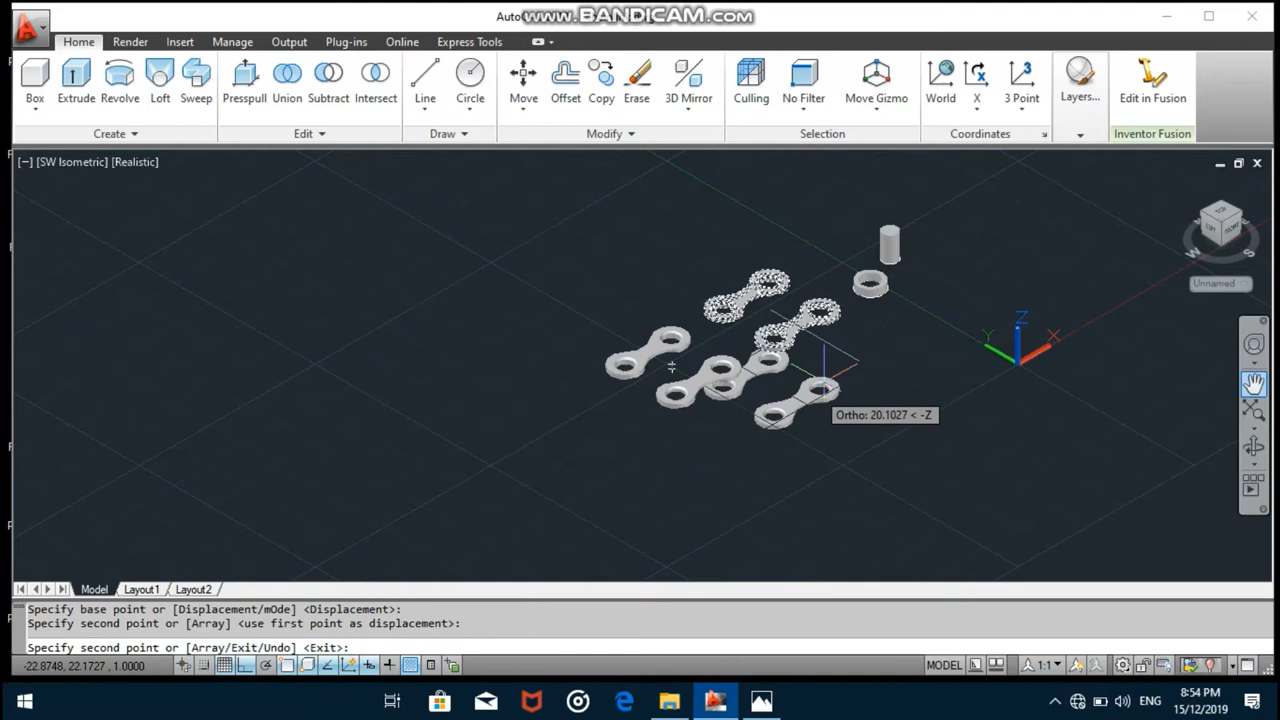 Auto
www.BANDICAM.com
Home Render Insert Manage Output Plug-ins Online Express Tools
Box Extrude Revolve Loft Sweep Presspull Union Subtract Intersect Line Circle Move Offset Copy Erase 3D Mirror Culling No Filter Move Gizmo World X 3 Point Layers... Edit in Fusion
Create Edit Draw Modify Selection Coordinates Inventor Fusion
[−] [SW Isometric] [Realistic]
TOP
LEFT
W S
Unnamed
Z
Y X
Ortho: 20.1027 < -Z
Model Layout1 Layout2
Specify base point or [Displacement/mOde] <Displacement>:
Specify second point or [Array] <use first point as displacement>:
Specify second point or [Array/Exit/Undo] <Exit>:
-22.8748, 22.1727, 1.0000 MODEL 1:1
ENG 8:54 PM
15/12/2019